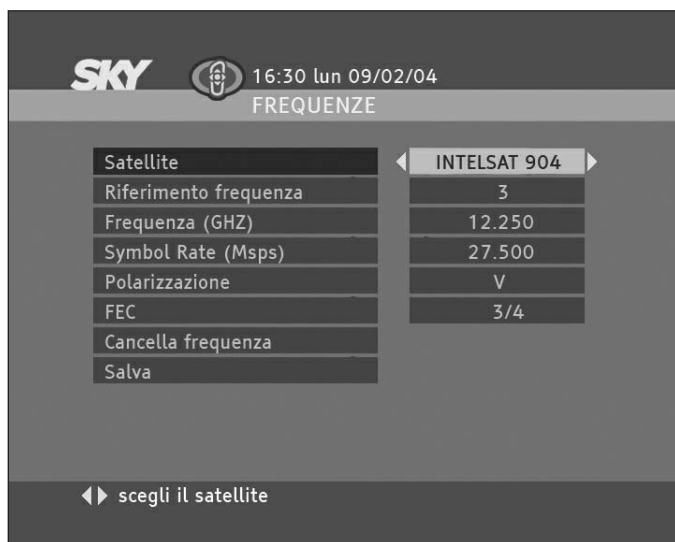 SKY 16:30 lun 09/02/04
FREQUENZE
Satellite INTELSAT 904
Riferimento frequenza 3
Frequenza (GHZ) 12.250
Symbol Rate (Msps) 27.500
Polarizzazione V
FEC 3/4
Cancella frequenza
Salva
scegli il satellite